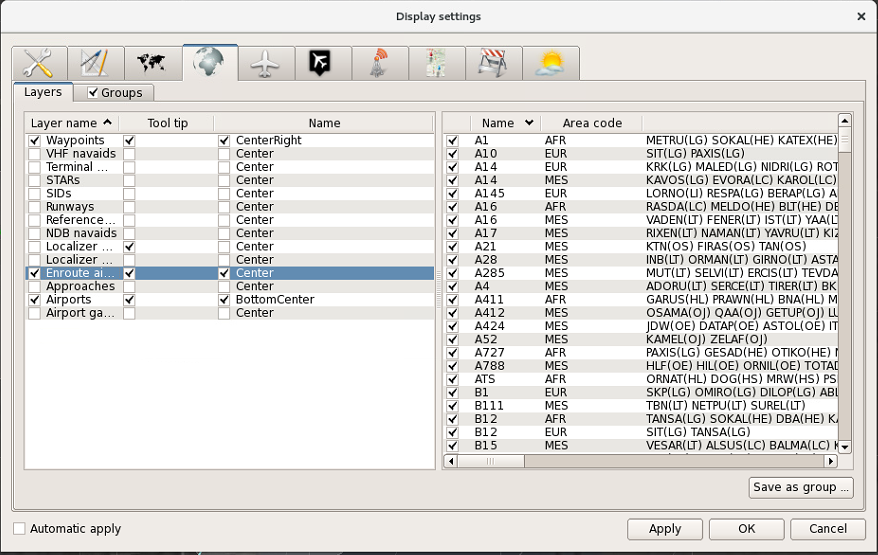 Display settings
Layers Groups
Layer name Tool tip Name
Waypoints CenterRight
VHF navaids Center
Terminal ... Center
STARs Center
SIDs Center
Runways Center
Reference... Center
NDB navaids Center
Localizer ... Center
Localizer ... Center
Enroute ai... Center
Approaches Center
Airports BottomCenter
Airport ga... Center
Name Area code
A1 AFR METRU(LG) SOKAL(HE) KATEX(HE)
A10 EUR SIT(LG) PAXIS(LG)
A14 EUR KRK(LG) MALED(LG) NIDRI(LG) ROT
A14 MES KAVOS(LG) EVORA(LC) KAROL(LC)
A145 EUR LORNO(LI) RESPA(LG) BERAP(LG) A
A16 AFR RASDA(LC) MELDO(HE) BLT(HE) DE
A16 MES VADEN(LT) FENER(LT) IST(LT) YAA(L
A17 MES RIXEN(LT) NAMAN(LT) YAVRU(LT) KIZ
A21 MES KTN(OS) FIRAS(OS) TAN(OS)
A28 MES INB(LT) ORMAN(LT) GIRNO(LT) ASTA
A285 MES MUT(LT) SELVI(LT) ERCIS(LT) TEVDA
A4 MES ADORU(LT) SERCE(LT) TIRER(LT) BK
A411 AFR GARUS(HL) PRAWN(HL) BNA(HL) M
A412 MES OSAMA(OJ) QAA(OJ) GETUP(OJ) LU
A424 MES JDW(OE) DATAP(OE) ASTOL(OE) IT
A52 MES KAMEL(OJ) ZELAF(OJ)
A727 AFR PAXIS(LG) GESAD(HE) OTIKO(HE) N
A788 MES HLF(OE) HIL(OE) ORNIL(OE) TOTAD
ATS AFR ORNAT(HL) DOG(HS) MRW(HS) PS
B1 EUR SKP(LG) OMIRO(LG) DILOP(LG) ABL
B111 MES TBN(LT) NETPU(LT) SUREL(LT)
B12 AFR TANSA(LG) SOKAL(HE) DBA(HE) KA
B12 EUR SIT(LG) TANSA(LG)
B15 MES VESAR(LT) ALSUS(LC) BALMA(LC) K
Save as group ...
Automatic apply Apply OK Cancel